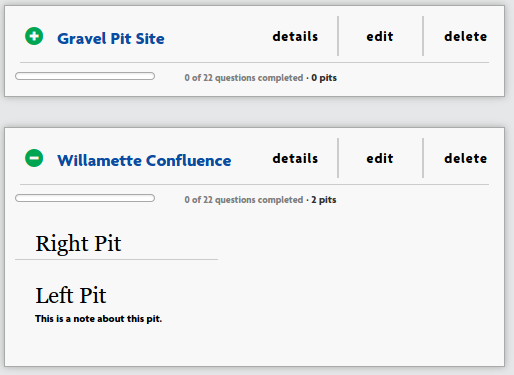 Gravel Pit Site details edit delete
0 of 22 questions completed · 0 pits
Willamette Confluence details edit delete
0 of 22 questions completed · 2 pits
Right Pit
Left Pit
This is a note about this pit.